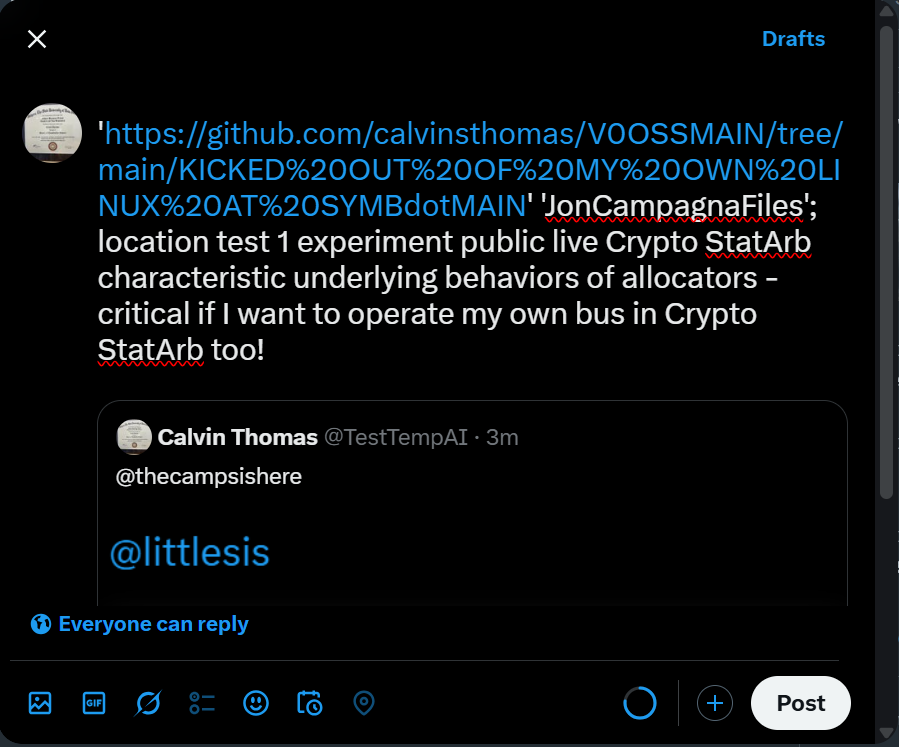 Drafts
'https://github.com/calvinsthomas/V0OSSMAIN/tree/
main/KICKED%20OUT%20OF%20MY%20OWN%20LI
NUX%20AT%20SYMBdotMAIN' 'JonCampagnaFiles';
location test 1 experiment public live Crypto StatArb
characteristic underlying behaviors of allocators -
critical if I want to operate my own bus in Crypto
StatArb too!
Calvin Thomas @TestTempAI · 3m
@thecampsishere
@littlesis
Everyone can reply
GIF
Post